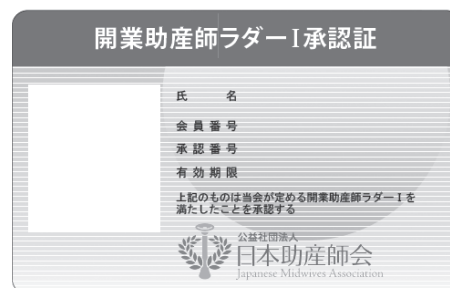 開業助産師ラダーⅠ承認証
氏　　名
会員番号
承認番号
有効期限
上記のものは当会が定める開業助産師ラダーⅠを
満たしたことを承認する
公益社団法人
日本助産師会
Japanese Midwives Association